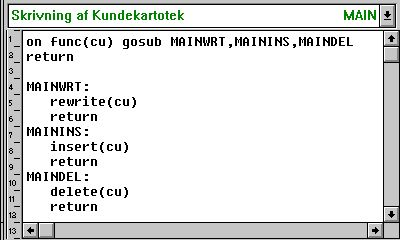 Skrivning af Kundekartotek MAIN
1 on func(cu) gosub MAINWRT,MAININS,MAINDEL
2 return
3
4 MAINWRT:
5 rewrite(cu)
6 return
7 MAININS:
8 insert(cu)
9 return
10 MAINDEL:
11 delete(cu)
12 return
13